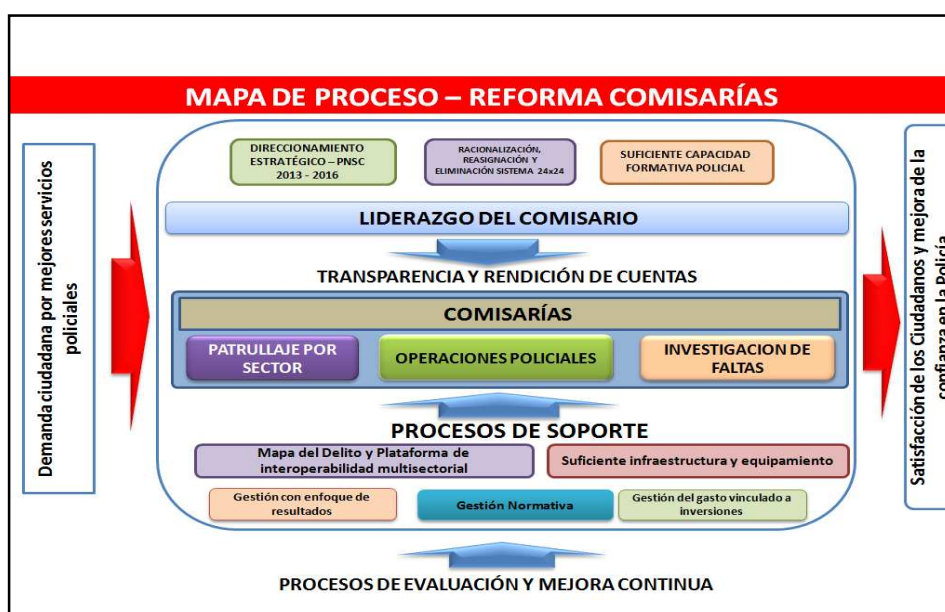 MAPA DE PROCESO – REFORMA COMISARÍAS
Demanda ciudadana por mejores servicios
policiales
DIRECCIONAMIENTO
ESTRATÉGICO – PNSC
2013 - 2016
RACIONALIZACIÓN,
REASIGNACIÓN Y
ELIMINACIÓN SISTEMA 24x24
SUFICIENTE CAPACIDAD
FORMATIVA POLICIAL
LIDERAZGO DEL COMISARIO
TRANSPARENCIA Y RENDICIÓN DE CUENTAS
COMISARÍAS
PATRULLAJE POR
SECTOR
OPERACIONES POLICIALES
INVESTIGACION DE
FALTAS
PROCESOS DE SOPORTE
Mapa del Delito y Plataforma de
interoperabilidad multisectorial
Suficiente infraestructura y equipamiento
Gestión con enfoque de
resultados
Gestión Normativa
Gestión del gasto vinculado a
inversiones
PROCESOS DE EVALUACIÓN Y MEJORA CONTINUA
Satisfacción de los Ciudadanos y mejora de la
confianza en la Policía